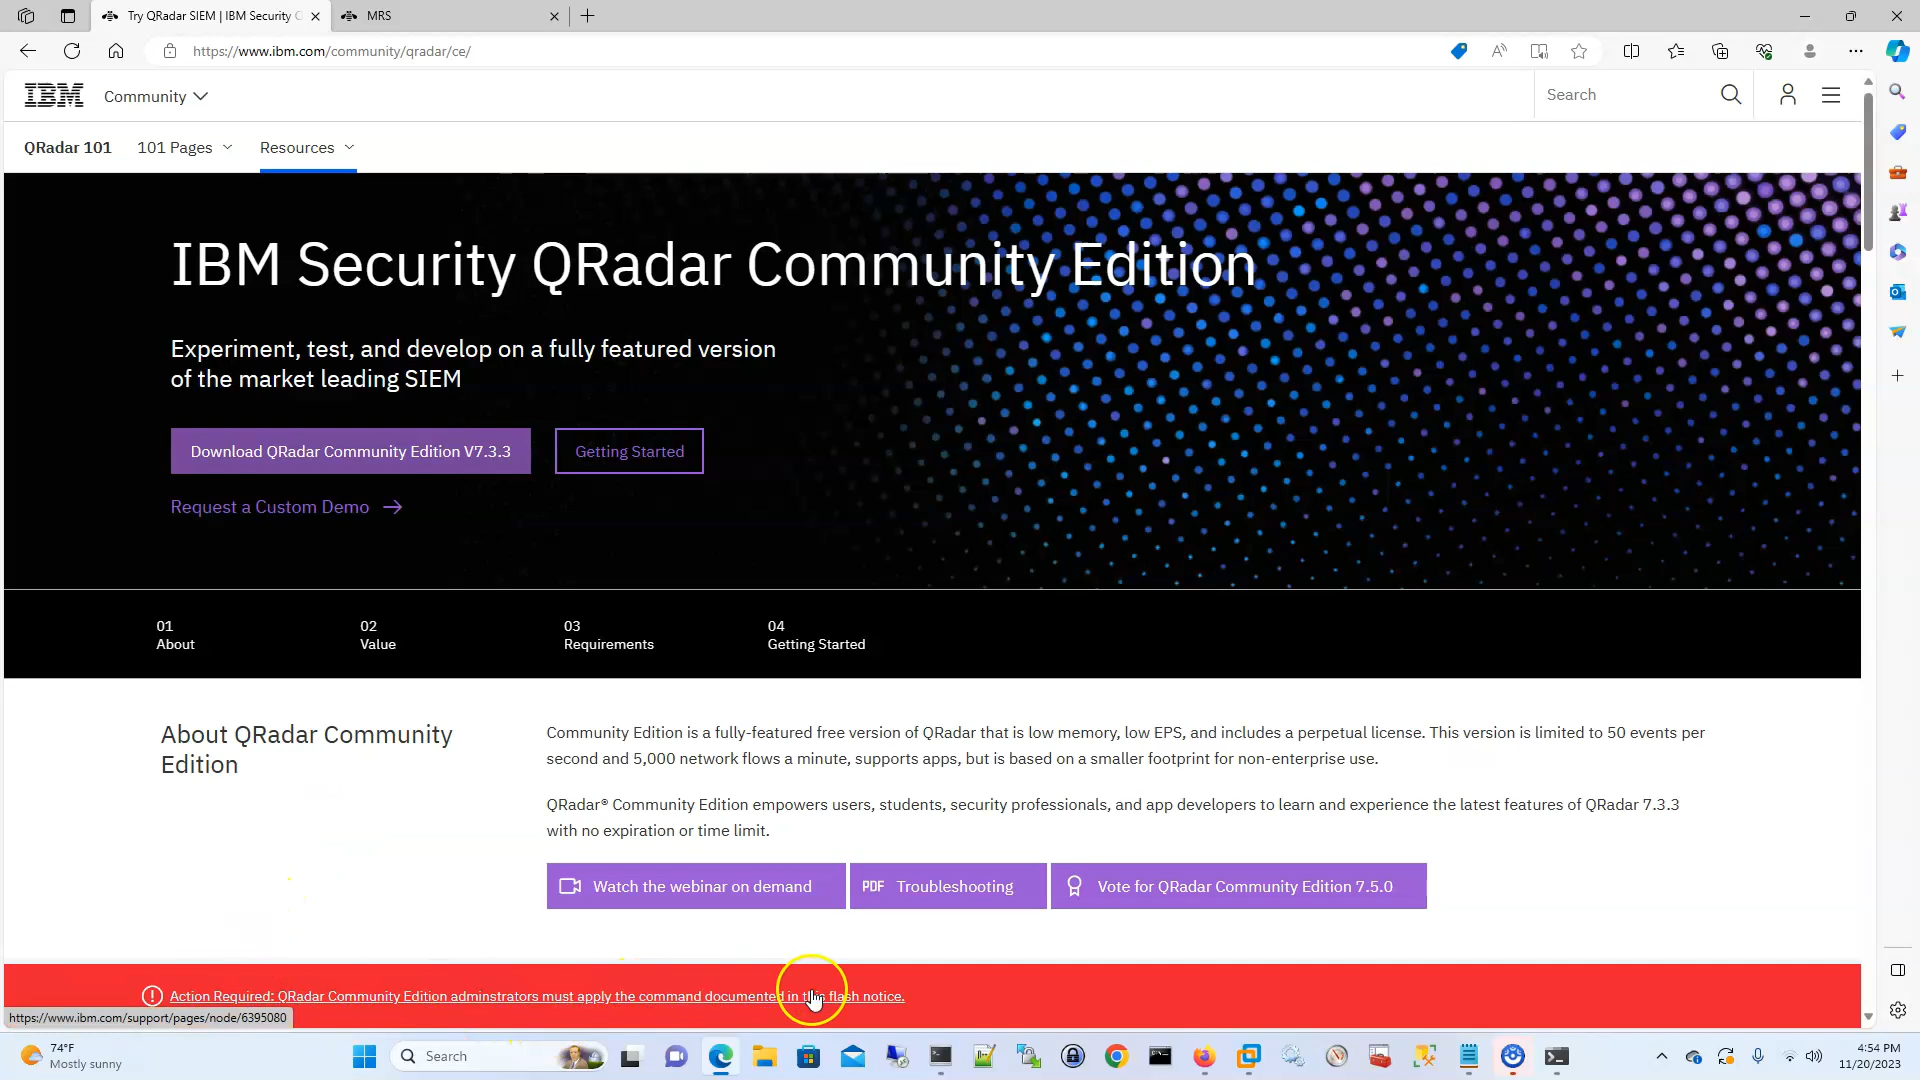 Try QRadar SIEM | IBM Security Q
MRS
https://www.ibm.com/community/qradar/ce/
IBM
Community
Search
QRadar 101
101 Pages
Resources
IBM Security QRadar Community Edition
Experiment, test, and develop on a fully featured version
of the market leading SIEM
Download QRadar Community Edition V7.3.3
Getting Started
Request a Custom Demo
01
About
02
Value
03
Requirements
04
Getting Started
About QRadar Community
Edition
Community Edition is a fully-featured free version of QRadar that is low memory, low EPS, and includes a perpetual license. This version is limited to 50 events per
second and 5,000 network flows a minute, supports apps, but is based on a smaller footprint for non-enterprise use.
QRadar® Community Edition empowers users, students, security professionals, and app developers to learn and experience the latest features of QRadar 7.3.3
with no expiration or time limit.
Watch the webinar on demand
PDF Troubleshooting
Vote for QRadar Community Edition 7.5.0
Action Required: QRadar Community Edition adminstrators must apply the command documented in this flash notice.
https://www.ibm.com/support/pages/node/6395080
74°F
Mostly sunny
Search
4:54 PM
11/20/2023